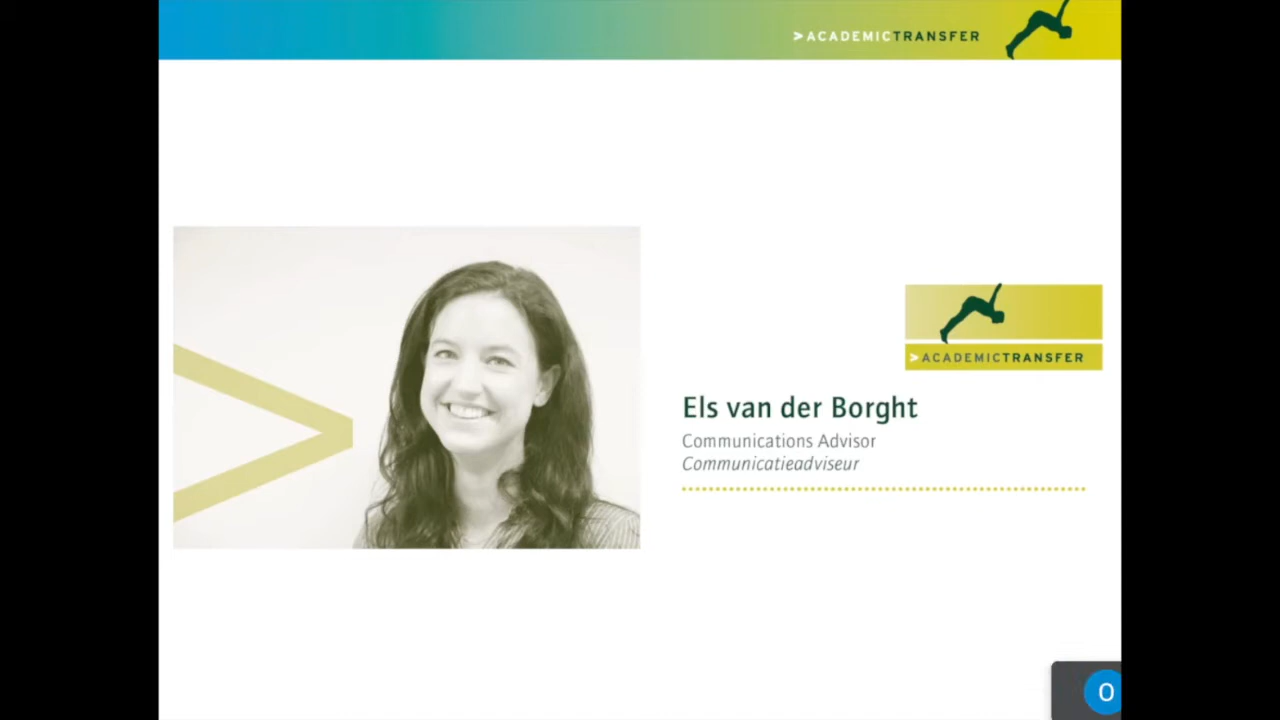 >ACADEMICTRANSFER
>ACADEMICTRANSFER
Els van der Borght
Communications Advisor
Communicatieadviseur
O